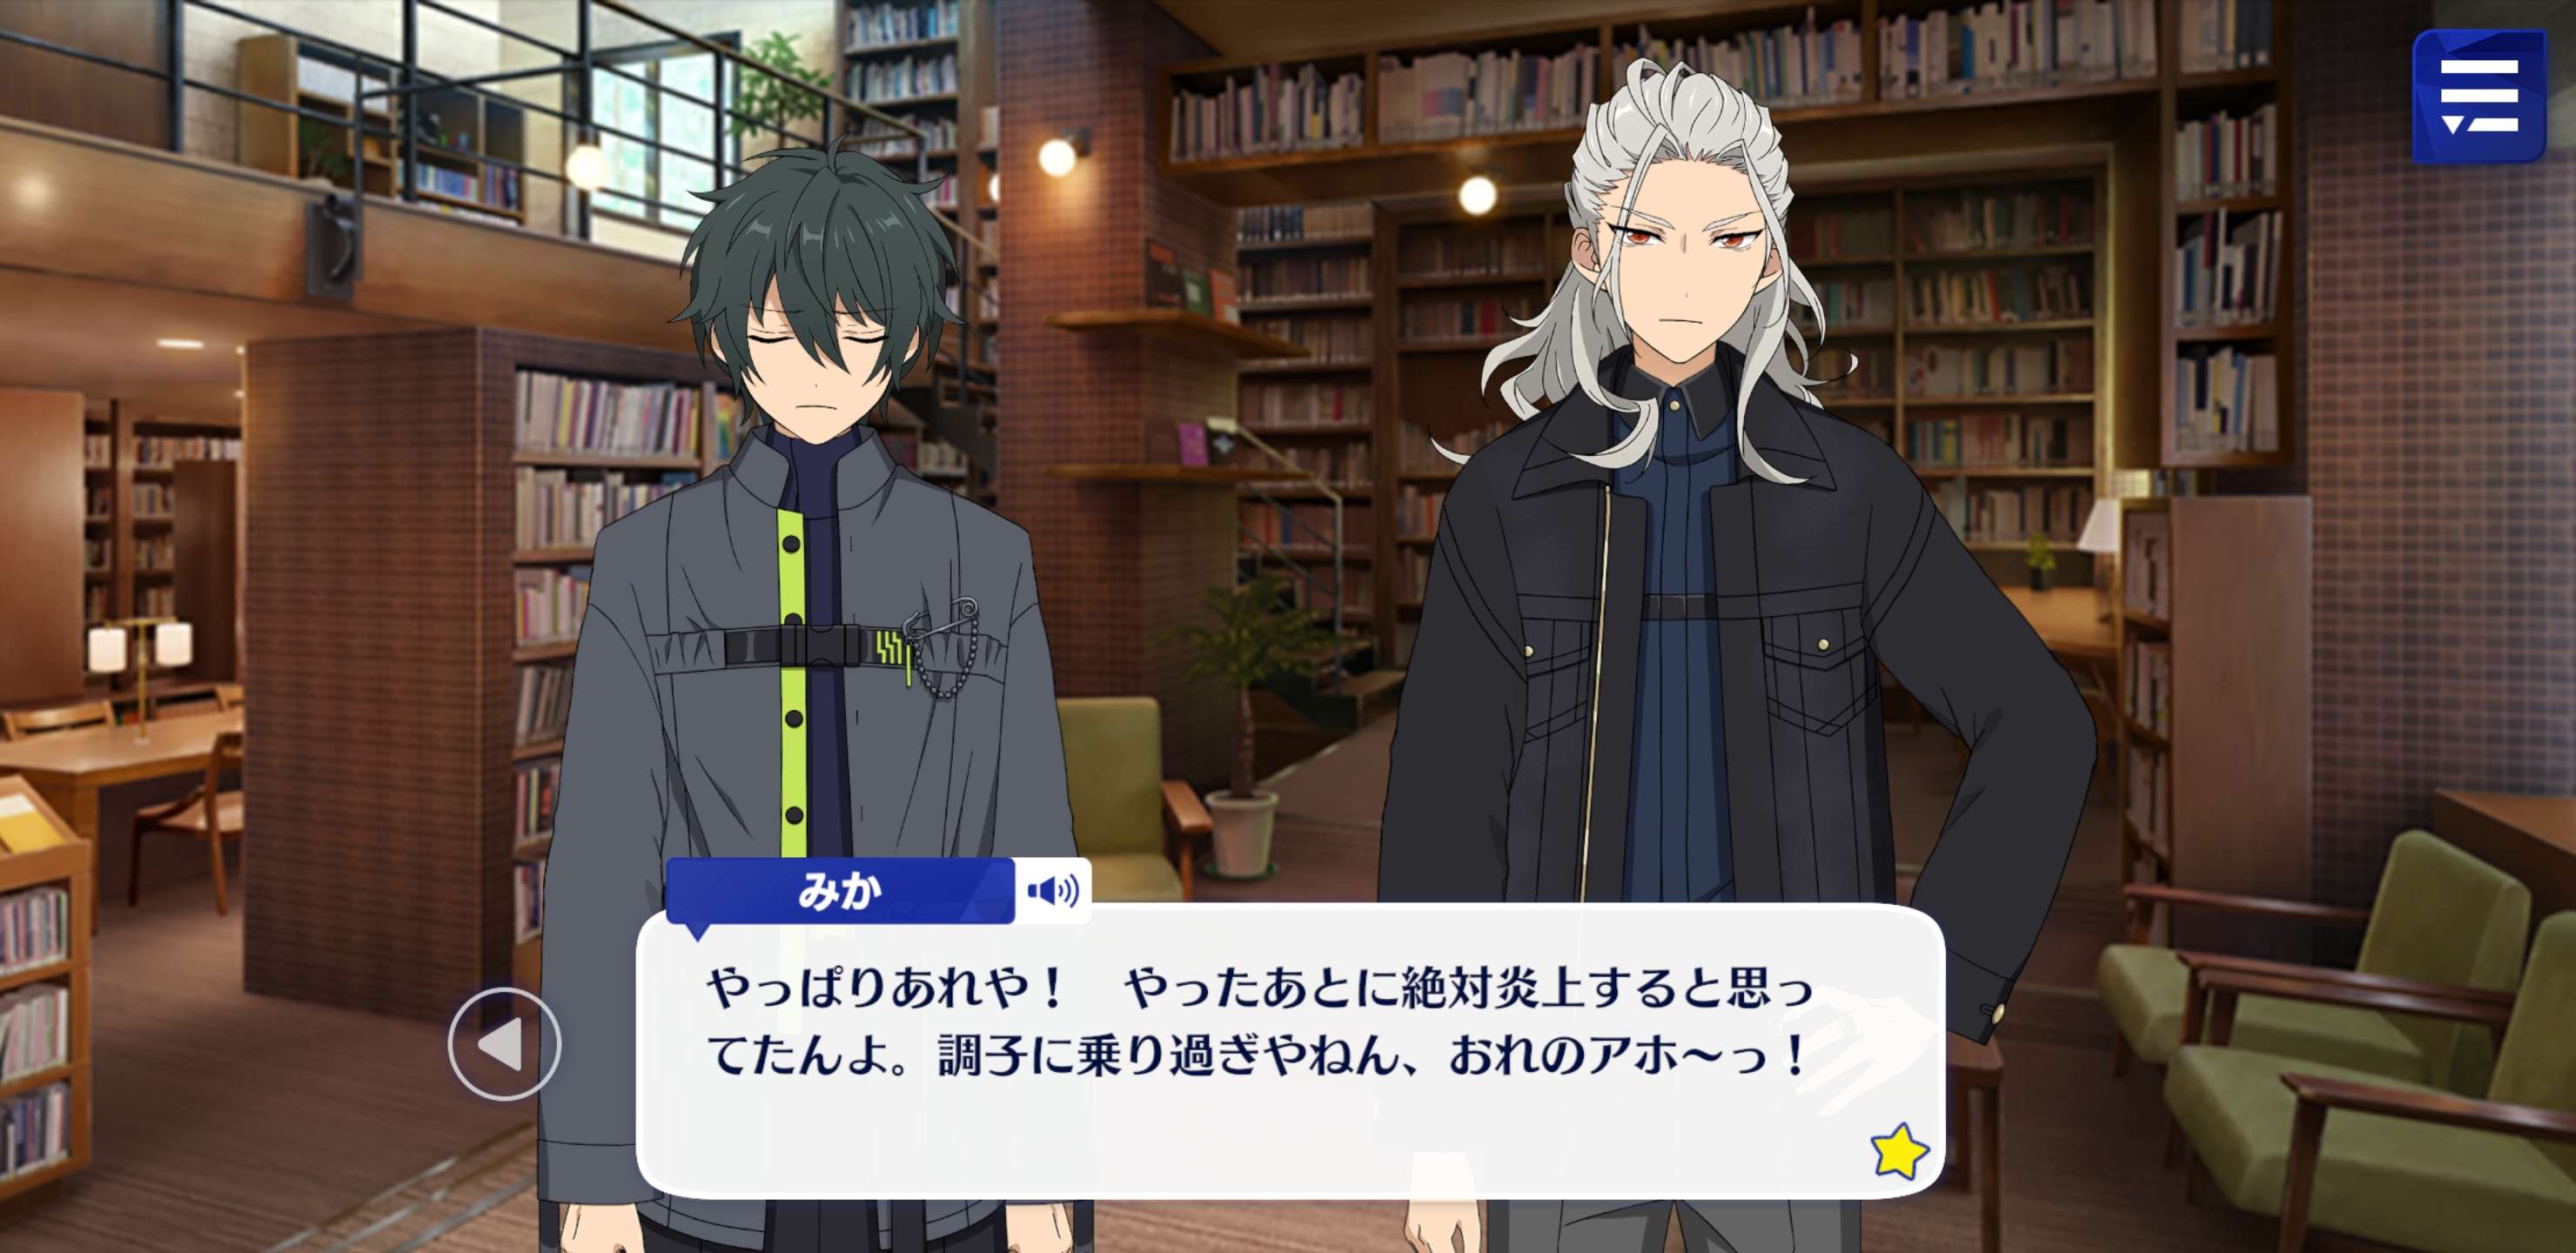 みか
やっぱりあれや！　やったあとに絶対炎上すると思っ
てたんよ。調子に乗り過ぎやねん、おれのアホ〜っ！